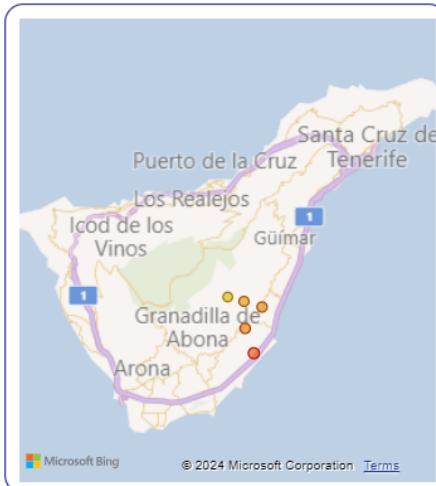 Santa Cruz de
Tenerife
Puerto de la Cruz
Los Realejos
1
Icod de los
Vinos
Güímar
1
Granadilla de
Abona
Arona
Microsoft Bing
© 2024 Microsoft Corporation Terms